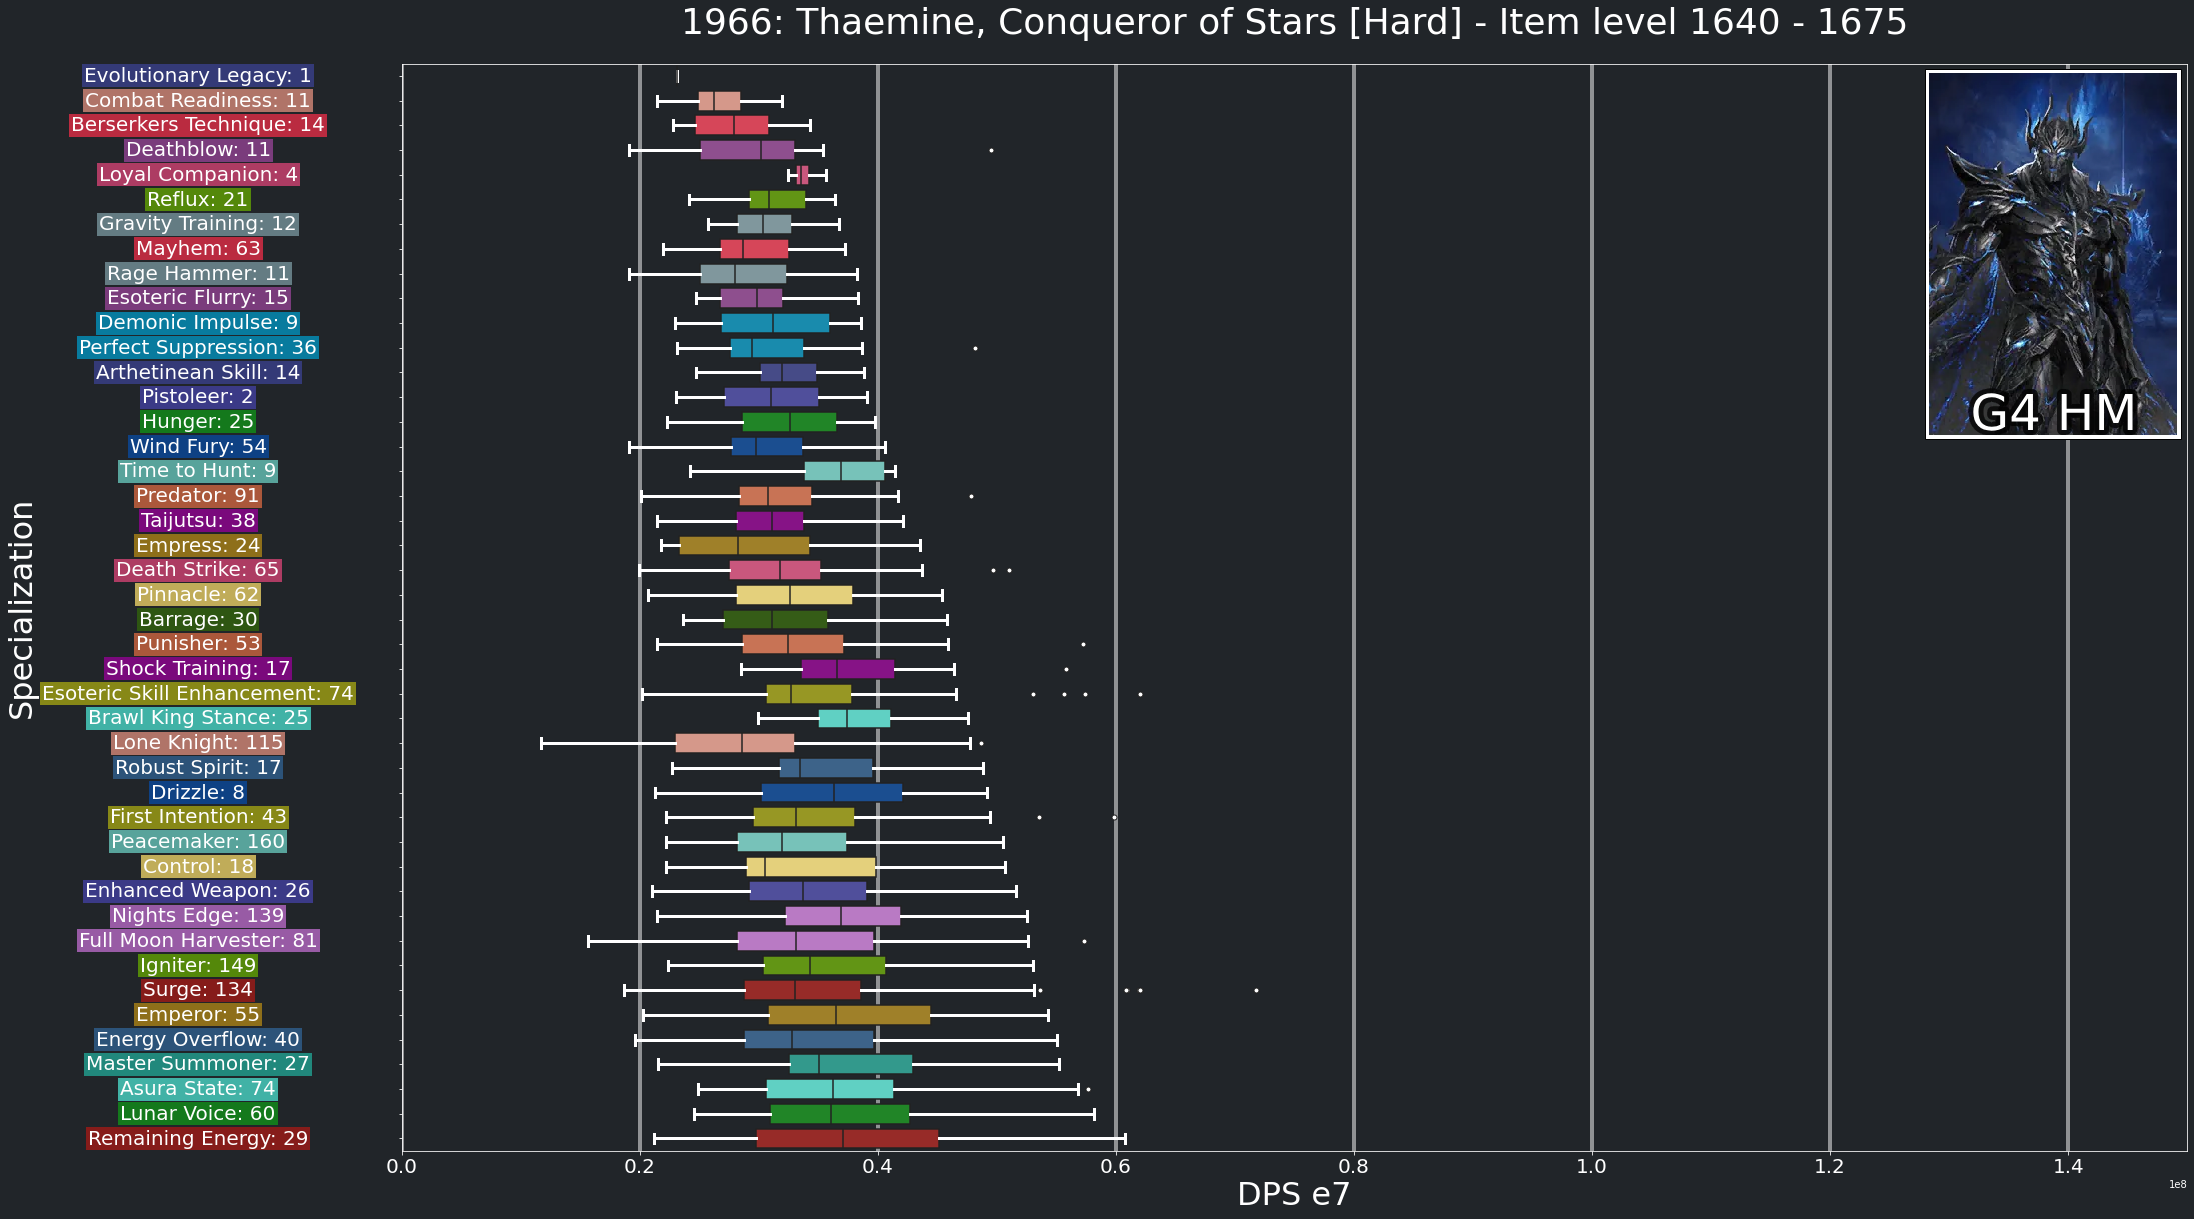 1966: Thaemine, Conqueror of Stars [Hard] - Item level 1640 - 1675
Evolutionary Legacy: 1
Combat Readiness: 11
Berserkers Technique: 14
Deathblow: 11
Loyal Companion: 4
Reflux: 21
Gravity Training: 12
Mayhem: 63
Rage Hammer: 11
Esoteric Flurry: 15
Demonic Impulse: 9
Perfect Suppression: 36
Arthetinean Skill: 14
Pistoleer: 2
Hunger: 25
Wind Fury: 54
Time to Hunt: 9
Predator: 91
Taijutsu: 38
Empress: 24
Death Strike: 65
Pinnacle: 62
Barrage: 30
Punisher: 53
Shock Training: 17
Esoteric Skill Enhancement: 74
Brawl King Stance: 25
Lone Knight: 115
Robust Spirit: 17
Drizzle: 8
First Intention: 43
Peacemaker: 160
Control: 18
Enhanced Weapon: 26
Nights Edge: 139
Full Moon Harvester: 81
Igniter: 149
Surge: 134
Emperor: 55
Energy Overflow: 40
Master Summoner: 27
Asura State: 74
Lunar Voice: 60
Remaining Energy: 29
Specialization
G4 HM
0.0 0.2 0.4 0.6 0.8 1.0 1.2 1.4
DPS e7
1e8